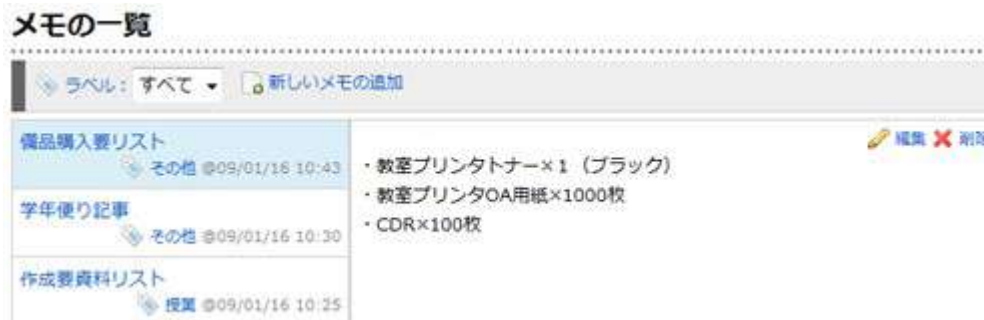 メモの一覧
ラベル： すべて 新しいメモの追加
備品購入要リスト
その他 @09/01/16 10:43
学年便り記事
その他 @09/01/16 10:30
作成要資料リスト
授業 @09/01/16 10:25
編集 削除
・教室プリンタトナー×１（ブラック）
・教室プリンタOA用紙×1000枚
・CDR×100枚